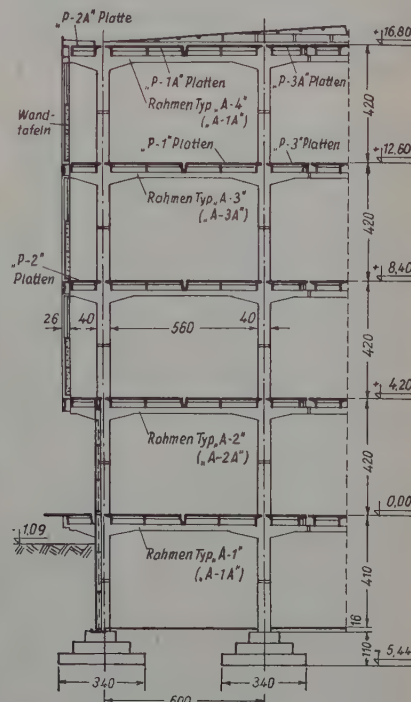 „P-2A" Platte
+ 16,80
„P-1A" Platten
„P-3A" Platten
Rahmen Typ „A-4"
(„A-1A")
Wand-
tafeln
420
„P-1" Platten
„P-3" Platten
+ 12,60
Rahmen Typ „A-3"
(„A-3A")
420
„P-2"
Platten
+ 8,40
26
40
560
40
420
+ 4,20
Rahmen Typ „A-2"
(„A-2A")
420
0,00
- 1,09
Rahmen Typ „A-1"
(„A-1A")
410
16
110
5,44
340
340
600